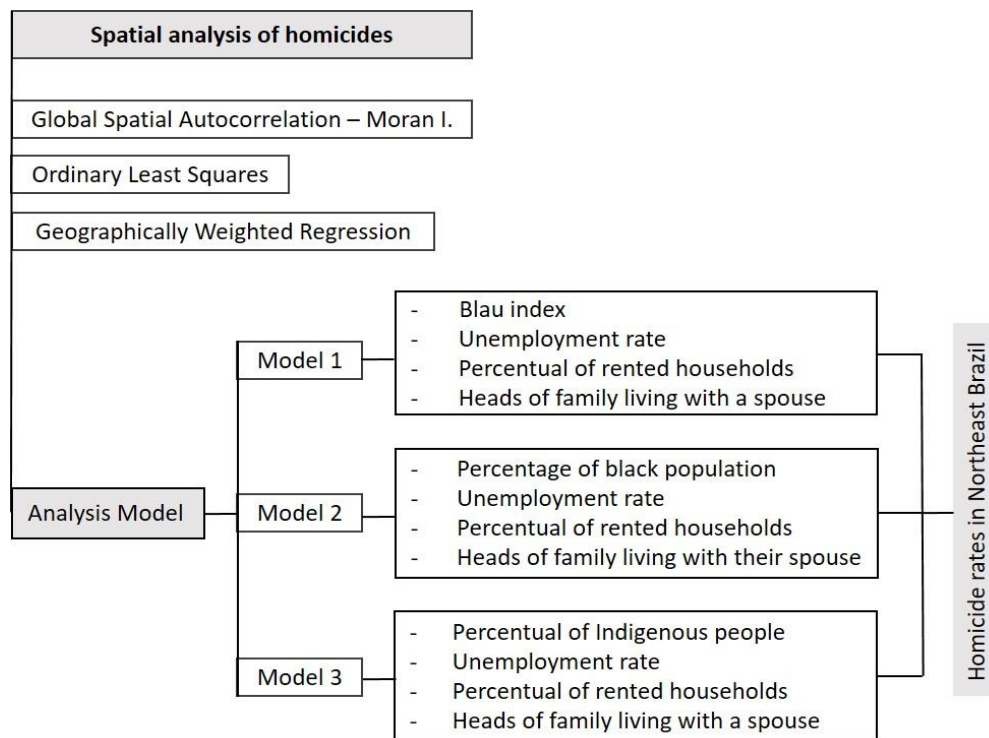 Spatial analysis of homicides
Global Spatial Autocorrelation – Moran I.
Ordinary Least Squares
Geographically Weighted Regression
Analysis Model
Model 1
- Blau index
- Unemployment rate
- Percentual of rented households
- Heads of family living with a spouse
Model 2
- Percentage of black population
- Unemployment rate
- Percentual of rented households
- Heads of family living with their spouse
Model 3
- Percentual of Indigenous people
- Unemployment rate
- Percentual of rented households
- Heads of family living with a spouse
Homicide rates in Northeast Brazil